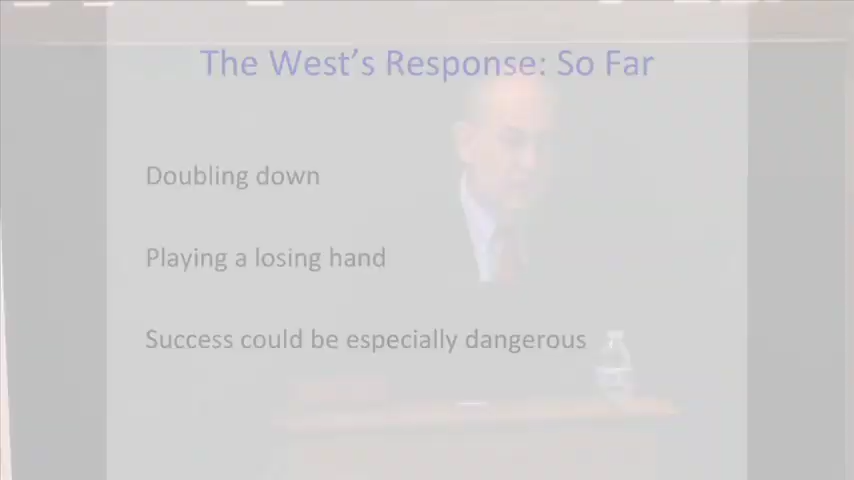 The West's Response: So Far
Doubling down
Playing a losing hand
Success could be especially dangerous